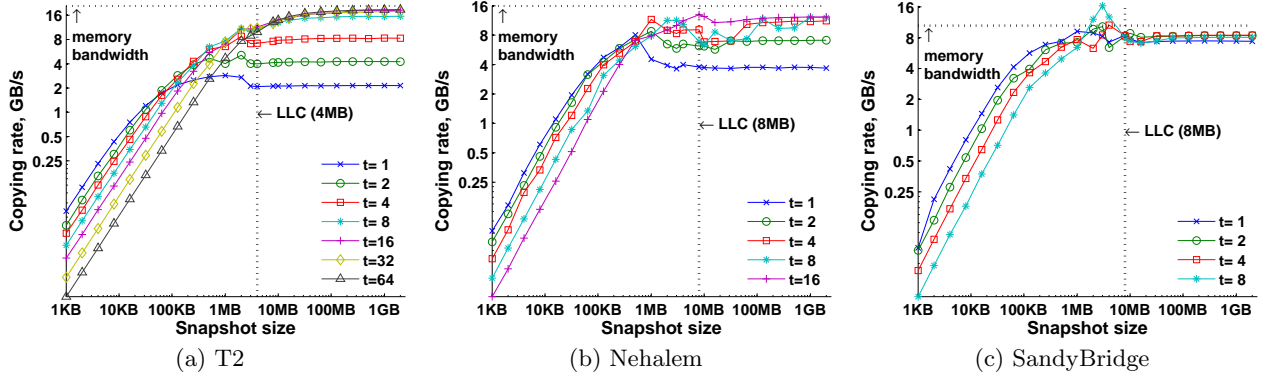 Copying rate, GB/s
16
8
4
2
1
0.5
0.25
memory
bandwidth
LLC (4MB)
t= 1
t= 2
t= 4
t= 8
t=16
t=32
t=64
1KB 10KB 100KB 1MB 10MB 100MB 1GB
Snapshot size
(a) T2
Copying rate, GB/s
16
8
4
2
1
0.5
0.25
memory
bandwidth
LLC (8MB)
t= 1
t= 2
t= 4
t= 8
t=16
1KB 10KB 100KB 1MB 10MB 100MB 1GB
Snapshot size
(b) Nehalem
Copying rate, GB/s
16
8
4
2
1
0.5
0.25
memory
bandwidth
LLC (8MB)
t= 1
t= 2
t= 4
t= 8
1KB 10KB 100KB 1MB 10MB 100MB 1GB
Snapshot size
(c) SandyBridge